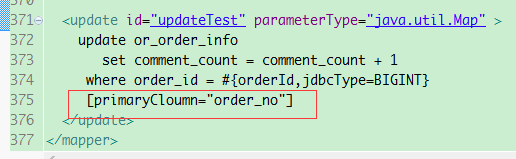 371 <update id="updateTest" parameterType="java.util.Map" >
372 update or_order_info
373 set comment_count = comment_count + 1
374 where order_id = #{orderId,jdbcType=BIGINT}
375 [primaryCloumn="order_no"]
376 </update>
377 </mapper>